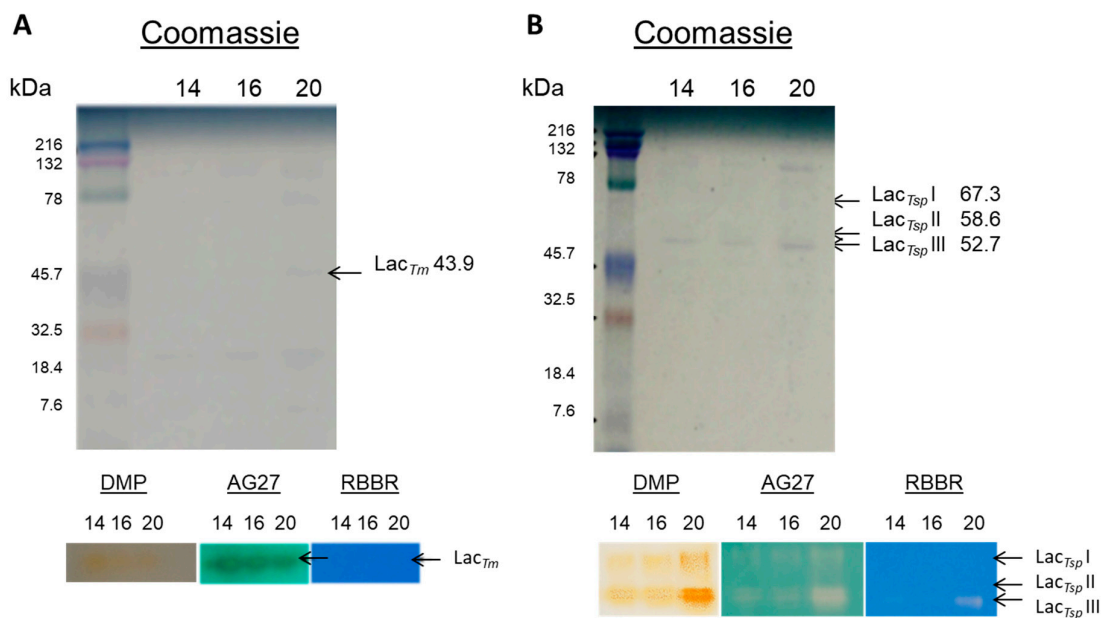 A
Coomassie
kDa
14 16 20
216
132
78
45.7
32.5
18.4
7.6
Lac Tm 43.9
DMP AG27 RBBR
14 16 20 14 16 20 14 16 20
Lac Tm
B
Coomassie
kDa
14 16 20
216
132
78
45.7
32.5
18.4
7.6
Lac Tsp I 67.3
Lac Tsp II 58.6
Lac Tsp III 52.7
DMP AG27 RBBR
14 16 20 14 16 20 14 16 20
Lac Tsp I
Lac Tsp II
Lac Tsp III